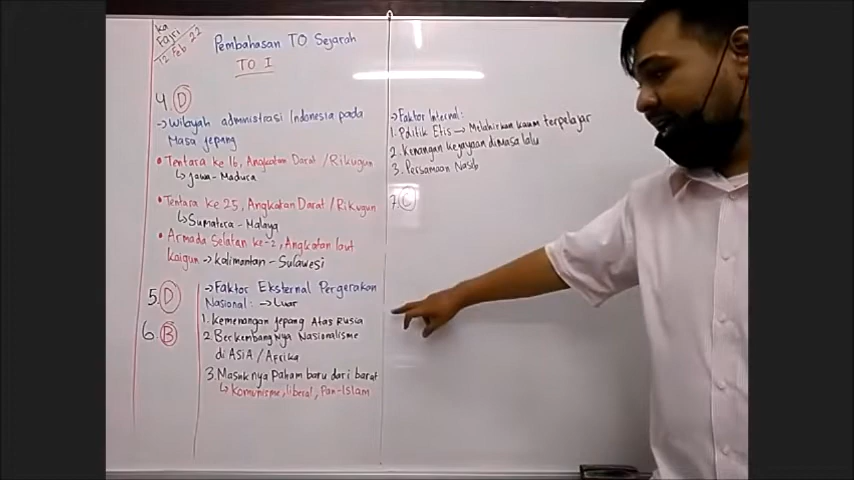 ka
Fajri
12 Feb 22
Pembahasan TO Sejarah
TO I
4. D
→ Wilayah administrasi Indonesia pada
Masa Jepang
• Tentara ke 16, Angkatan Darat / Rikugun
↳ Jawa - Madura
• Tentara Ke 25, Angkatan Darat / Rikugun
↳ Sumatera - Malaya
• Armada Selatan ke-2, Angkatan laut
kaigun → kalimantan - Sulawesi
5. D
6 B
→ Faktor Eksternal Pergerakan
Nasional: → Luar
1. Kemenangan Jepang Atas Rusia
2. Berkembangnya Nasionalisme
di ASIA / Afrika
3. Masuknya Paham baru dari barat
↳ Komunisme, liberal, Pan-Islam
→ Faktor Internal:
1. Politik Etis → Melahirkan kaum terpelajar
2. Kenangan kejayaan dimasa lalu
3. Persamaan Nasib
7. C